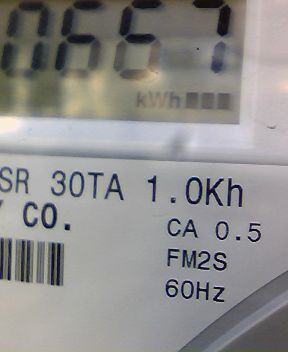 0657
kWh
SR 30TA 1.0Kh
Y CO.
CA 0.5
FM2S
60Hz